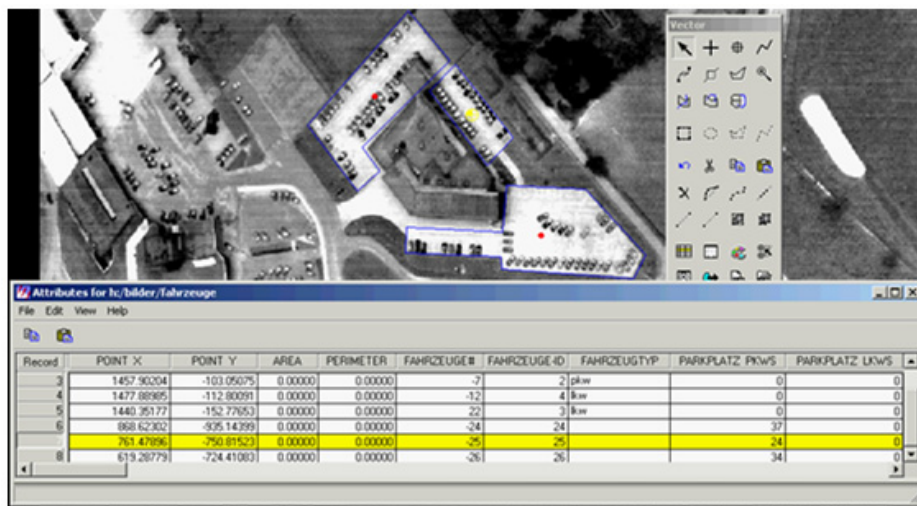 Vector
Attributes for h:/bilder/fahrzeuge
File Edit View Help
Record POINT X POINT Y AREA PERIMETER FAHRZEUGE# FAHRZEUGE-ID FAHRZEUGTYP PARKPLATZ PKWS PARKPLATZ LKWS
3 1457.90204 -103.05075 0.00000 0.00000 -7 2 pkw 0 0
4 1477.88985 -112.80091 0.00000 0.00000 -12 4 lkw 0 0
5 1440.35177 -152.77653 0.00000 0.00000 22 3 lkw 0 0
6 868.62302 -935.14399 0.00000 0.00000 -24 24 37 0
761.47896 -750.81523 0.00000 0.00000 -25 25 24 0
8 619.28779 -724.41083 0.00000 0.00000 -26 26 34 0